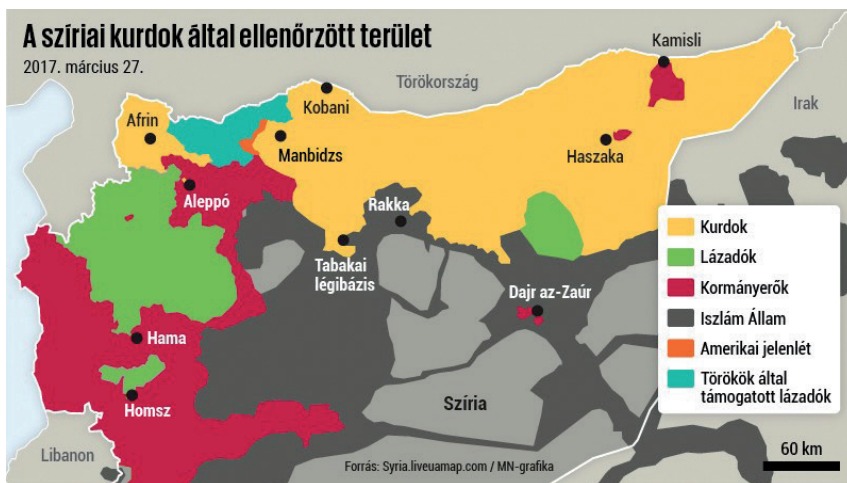 A szíriai kurdok által ellenőrzött terület
2017. március 27.
Törökország
Kamisli
Irak
Kobani
Afrin
Manbidzs
Haszaka
Aleppó
Rakka
Tabakai
légibázis
Dajr az-Zaúr
Hama
Homsz
Szíria
Libanon
Kurdok
Lázadók
Kormányerők
Iszlám Állam
Amerikai jelenlét
Törökök által
támogatott lázadók
60 km
Forrás: Syria.liveuamap.com / MN-grafika